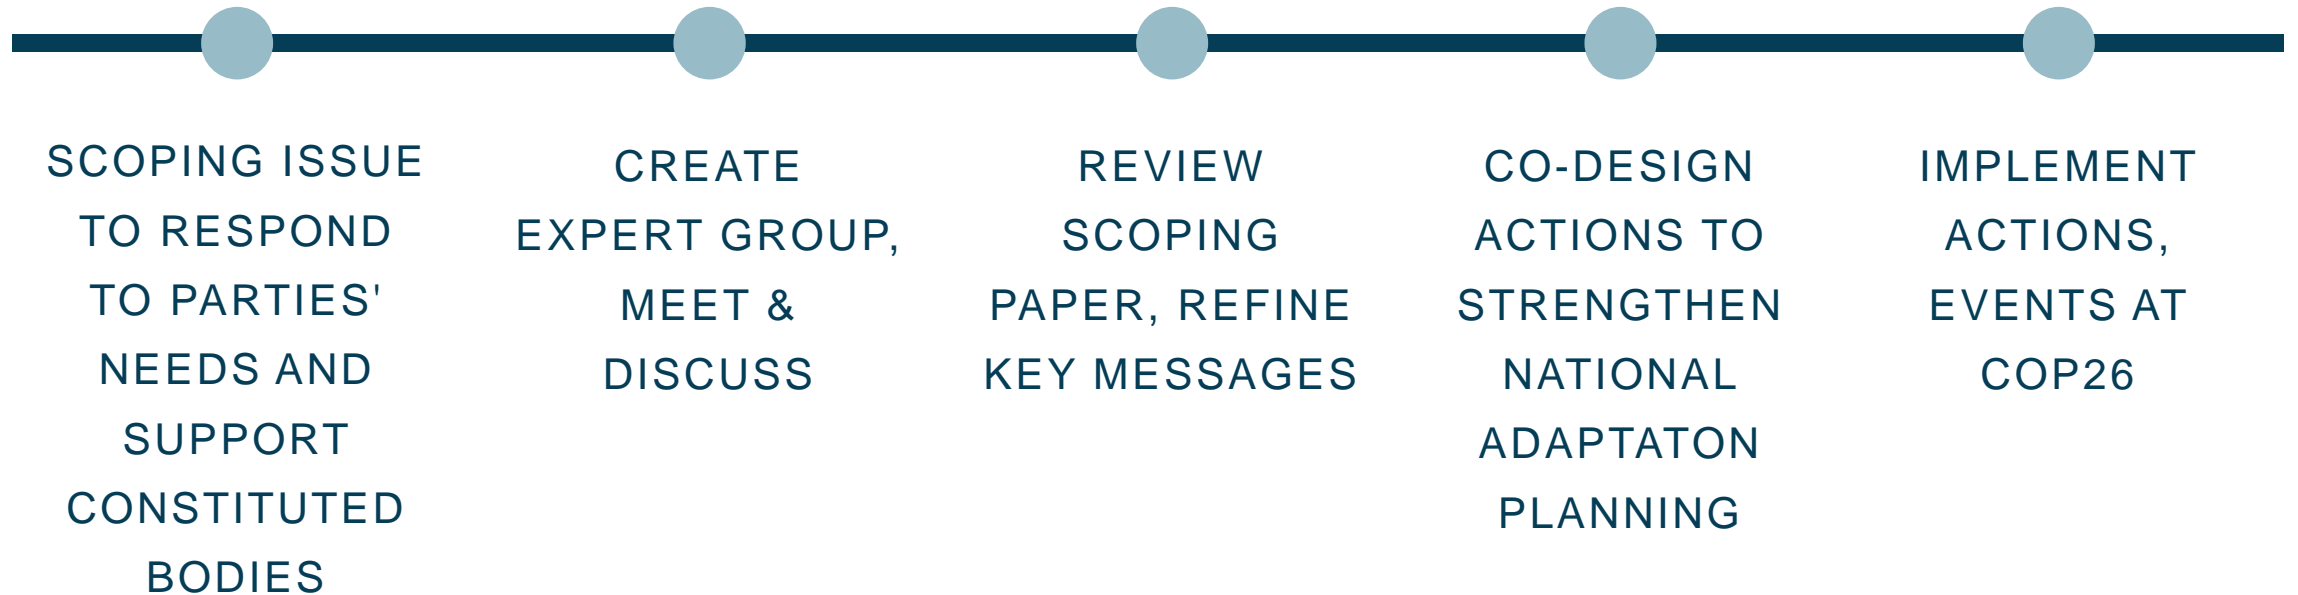 SCOPING ISSUE
TO RESPOND
TO PARTIES'
NEEDS AND
SUPPORT
CONSTITUTED
BODIES
CREATE
EXPERT GROUP,
MEET &
DISCUSS
REVIEW
SCOPING
PAPER, REFINE
KEY MESSAGES
CO-DESIGN
ACTIONS TO
STRENGTHEN
NATIONAL
ADAPTATON
PLANNING
IMPLEMENT
ACTIONS,
EVENTS AT
COP26